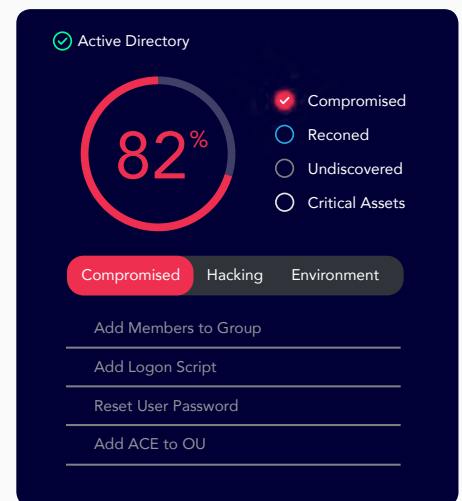 Active Directory
82%
Compromised
Reconed
Undiscovered
Critical Assets
Compromised Hacking Environment
Add Members to Group
Add Logon Script
Reset User Password
Add ACE to OU